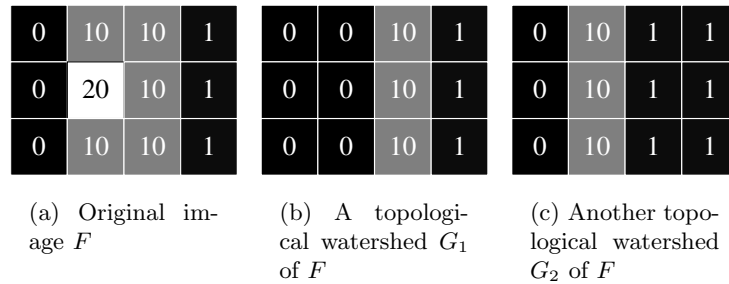 0 10 10 1 0 0 10 1 0 10 1 1
0 20 10 1 0 0 10 1 0 10 1 1
0 10 10 1 0 0 10 1 0 10 1 1
(a) Original im-
age F
(b) A topologi-
cal watershed G1
of F
(c) Another topo-
logical watershed
G2 of F